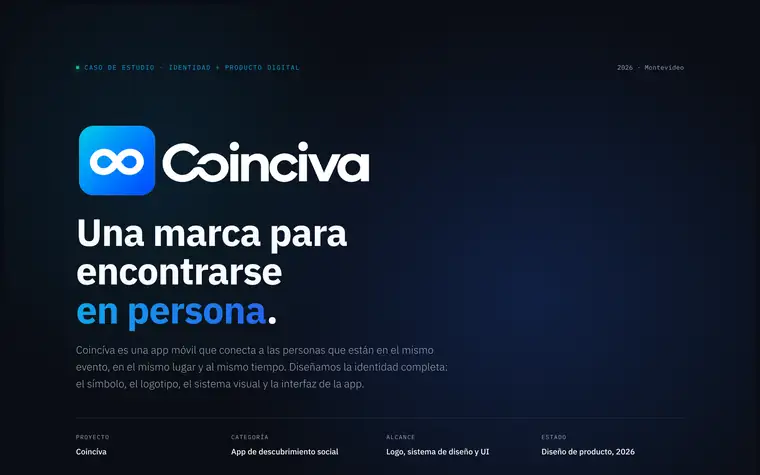 CASO DE ESTUDIO · IDENTIDAD + PRODUCTO DIGITAL
2026 · Montevideo
Coinciva
Una marca para
encontrarse
en persona.
Coinciva es una app móvil que conecta a las personas que están en el mismo
evento, en el mismo lugar y al mismo tiempo. Diseñamos la identidad completa:
el símbolo, el logotipo, el sistema visual y la interfaz de la app.
PROYECTO
Coinciva
CATEGORÍA
App de descubrimiento social
ALCANCE
Logo, sistema de diseño y UI
ESTADO
Diseño de producto, 2026